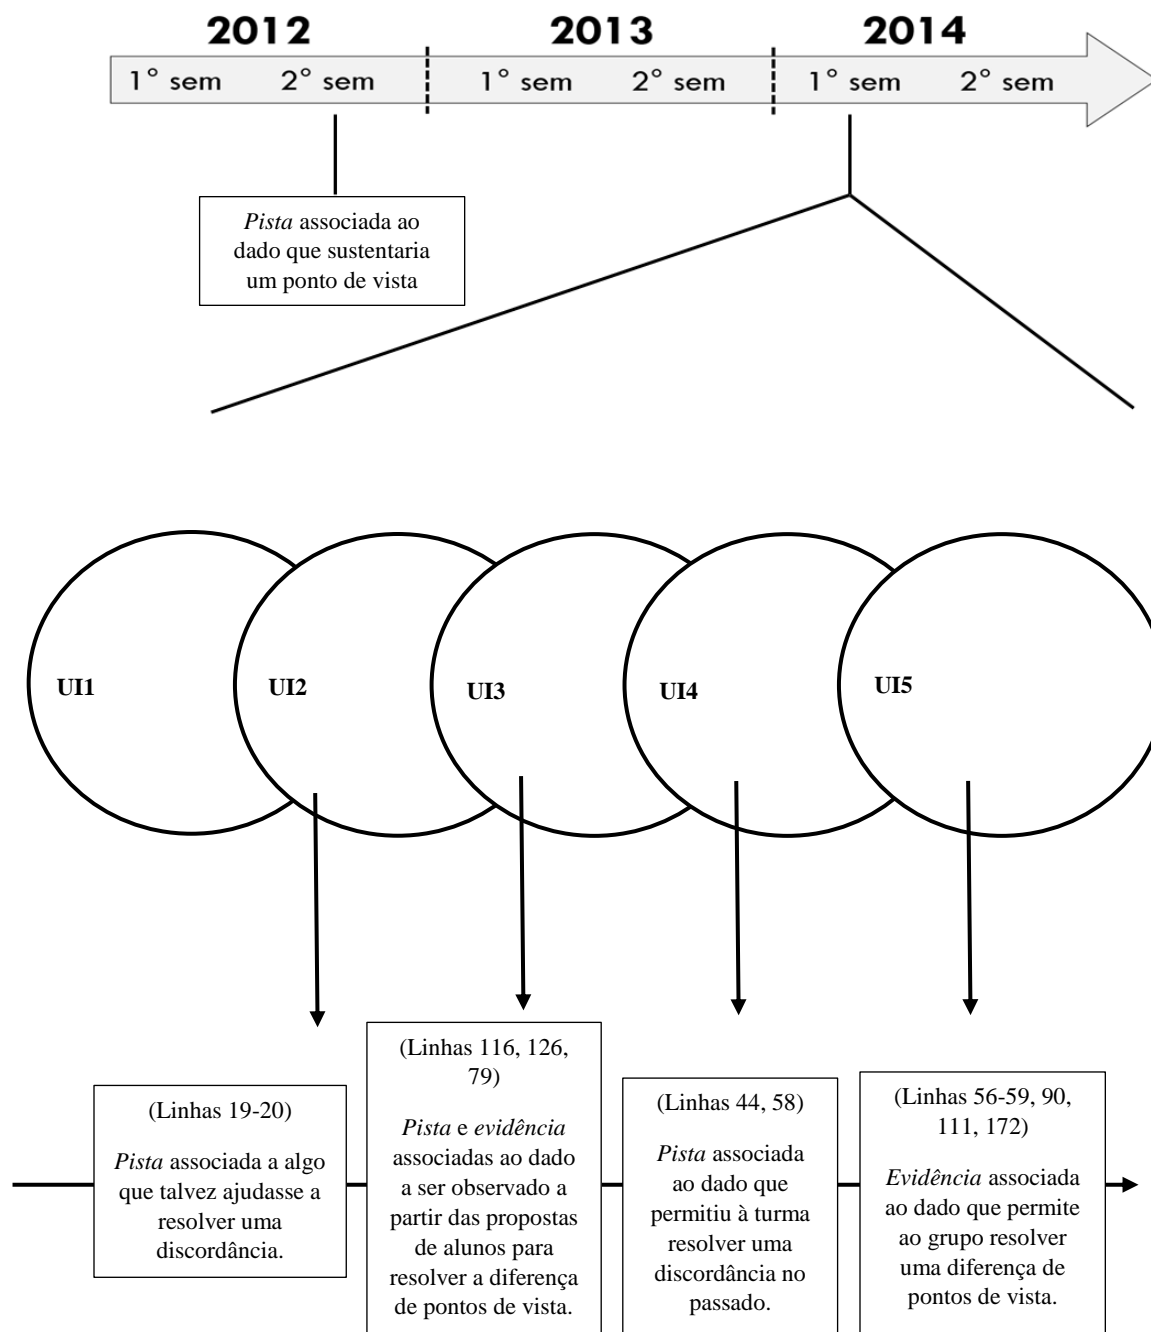 2012 2013 2014
1° sem 2° sem 1° sem 2° sem 1° sem 2° sem
Pista associada ao
dado que sustentaria
um ponto de vista
UI1 UI2 UI3 UI4 UI5
(Linhas 19-20)
Pista associada a algo
que talvez ajudasse a
resolver uma
discordância.
(Linhas 116, 126,
79)
Pista e evidência
associadas ao dado
a ser observado a
partir das propostas
de alunos para
resolver a diferença
de pontos de vista.
(Linhas 44, 58)
Pista associada
ao dado que
permitiu à turma
resolver uma
discordância no
passado.
(Linhas 56-59, 90,
111, 172)
Evidência associada
ao dado que permite
ao grupo resolver
uma diferença de
pontos de vista.